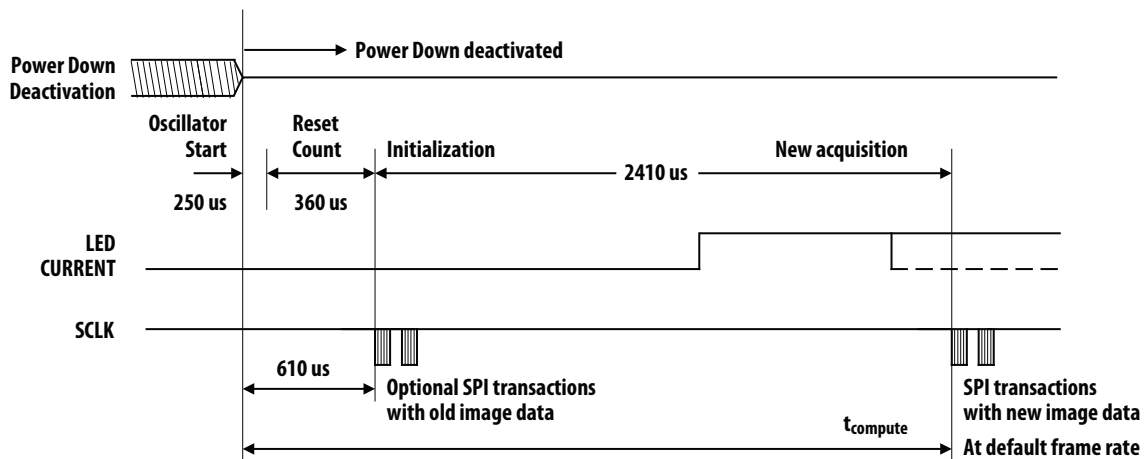 Power Down deactivated
Power Down
Deactivation
Oscillator
Start
Reset
Count
Initialization
New acquisition
2410 us
250 us
360 us
LED
CURRENT
SCLK
610 us
Optional SPI transactions
with old image data
SPI transactions
with new image data
tcompute
At default frame rate